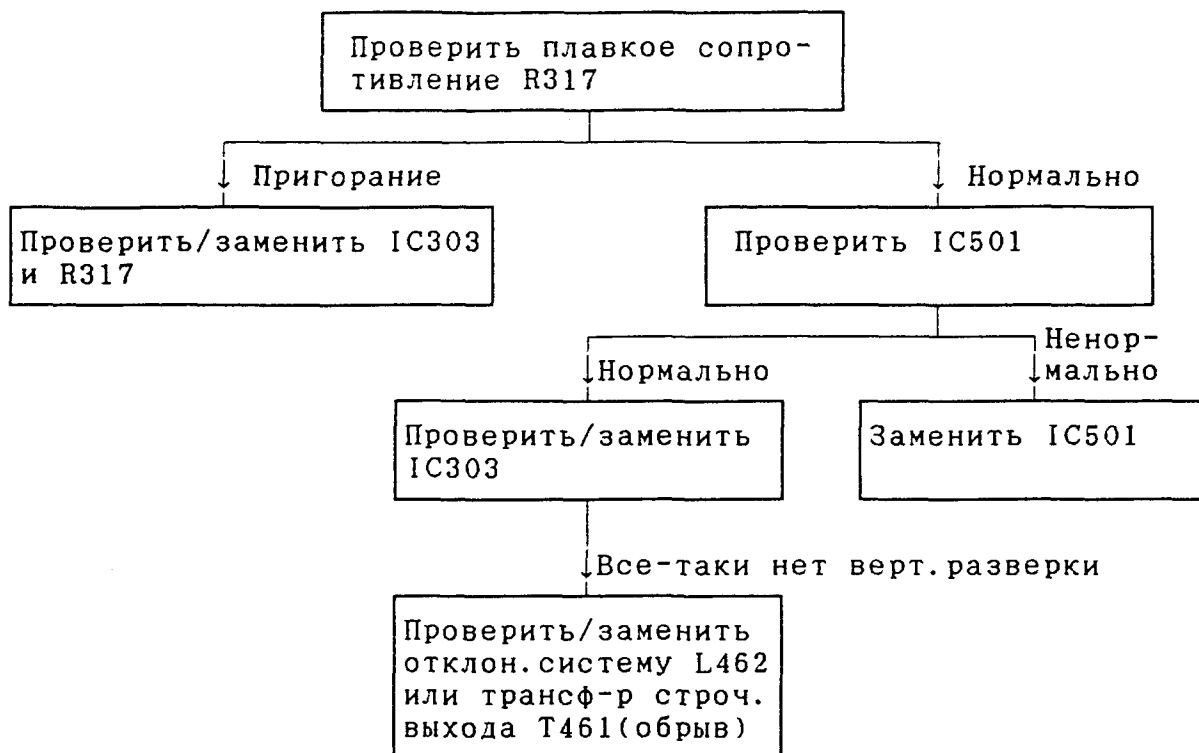 Проверить плавкое сопро-
тивление R317
Пригорание
Нормально
Проверить/заменить IC303
и R317
Проверить IC501
Нормально
Ненор-
мально
Проверить/заменить
IC303
Заменить IC501
Все-таки нет верт.разверки
Проверить/заменить
отклон.систему L462
или трансф-р строч.
выхода T461(обрыв)